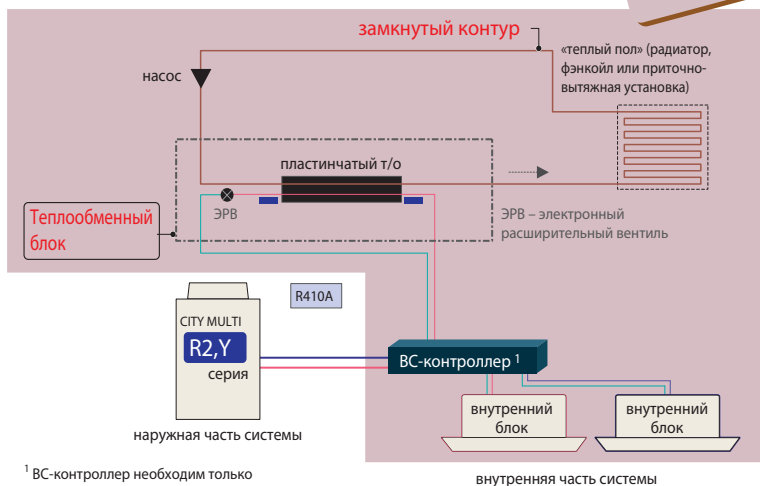 замкнутый контур
«теплый пол» (радиатор,
фэнкойл или приточно-
вытяжная установка)
насос
пластинчатый т/о
ЭРВ
Теплообменный
блок
ЭРВ – электронный
расширительный вентиль
R410A
CITY MULTI
R2,Y
серия
BC-контроллер 1
внутренний
блок
внутренний
блок
наружная часть системы
внутренняя часть системы
1 BC-контроллер необходим только